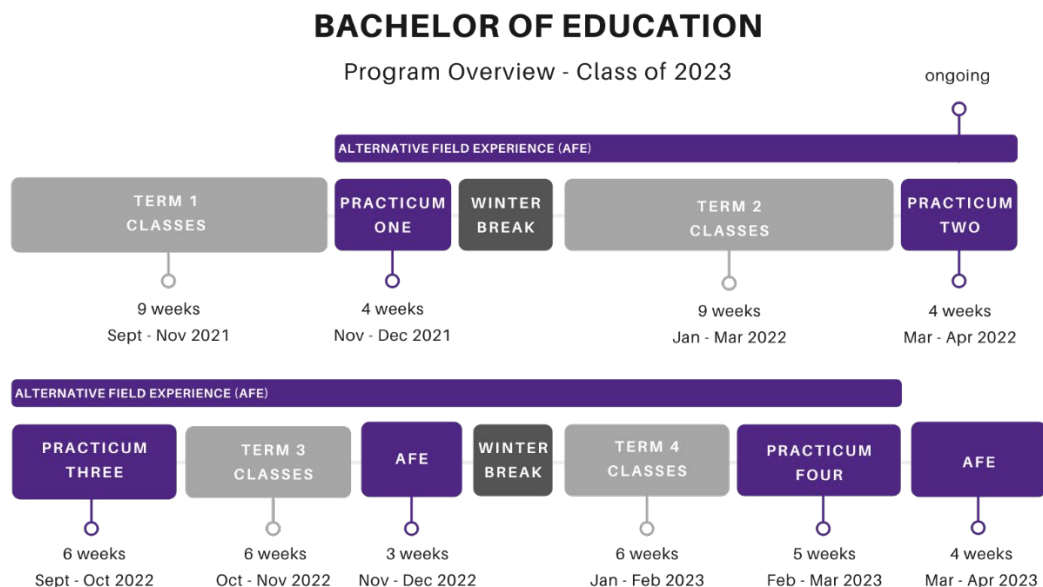 BACHELOR OF EDUCATION
Program Overview - Class of 2023
ongoing
ALTERNATIVE FIELD EXPERIENCE (AFE)
TERM 1
CLASSES
PRACTICUM
ONE
WINTER
BREAK
TERM 2
CLASSES
PRACTICUM
TWO
9 weeks
Sept - Nov 2021
4 weeks
Nov - Dec 2021
9 weeks
Jan - Mar 2022
4 weeks
Mar - Apr 2022
ALTERNATIVE FIELD EXPERIENCE (AFE)
PRACTICUM
THREE
TERM 3
CLASSES
AFE
WINTER
BREAK
TERM 4
CLASSES
PRACTICUM
FOUR
AFE
6 weeks
Sept - Oct 2022
6 weeks
Oct - Nov 2022
3 weeks
Nov - Dec 2022
6 weeks
Jan - Feb 2023
5 weeks
Feb - Mar 2023
4 weeks
Mar - Apr 2023